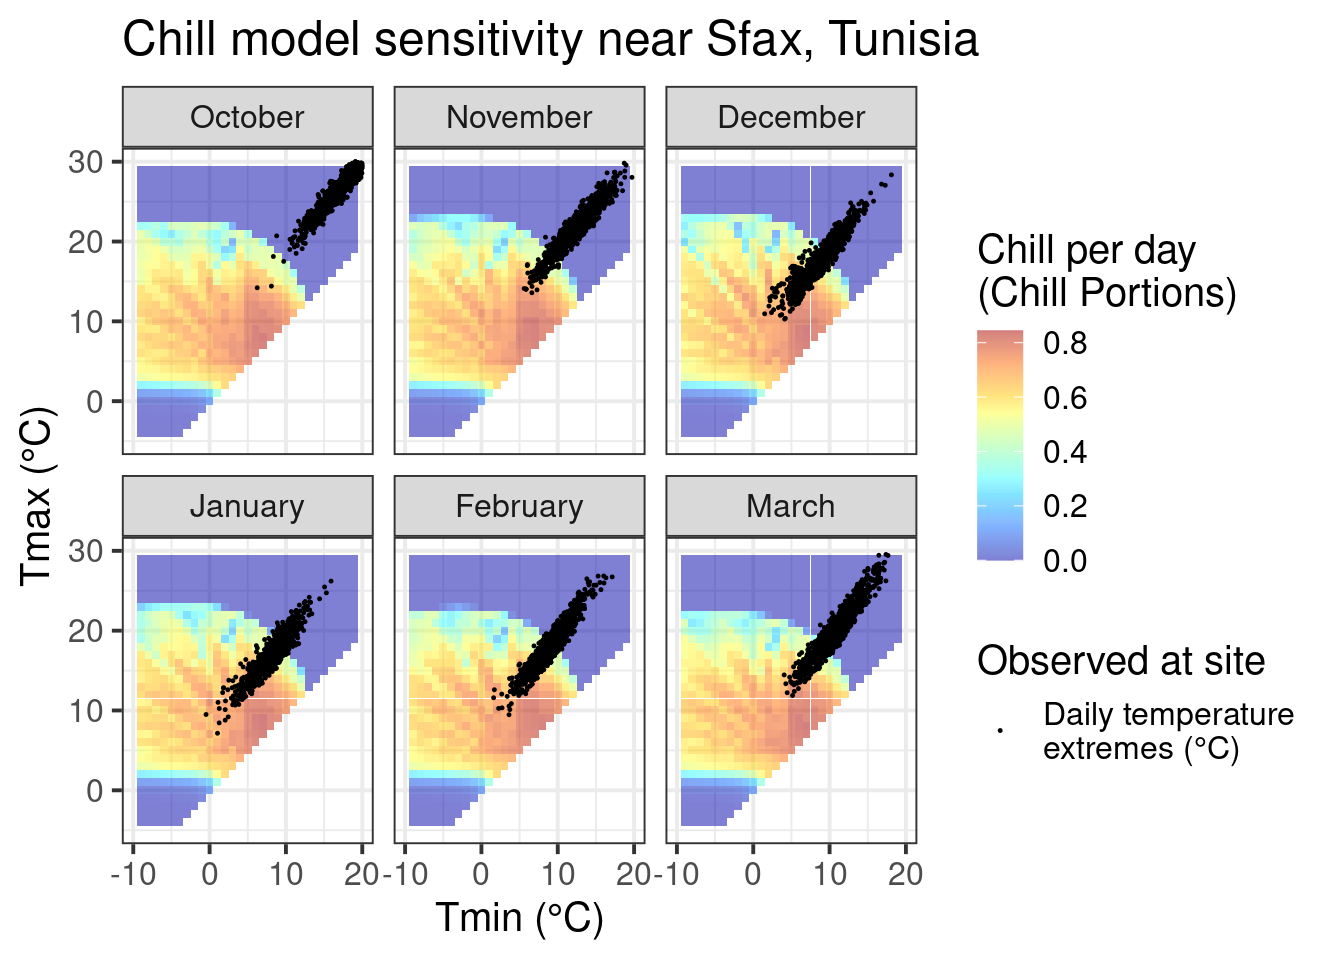 Chill model sensitivity near Sfax, Tunisia
October
November
December
30
20
10
0
January
February
March
30
20
10
0
-10 0 10 20 -10 0 10 20 -10 0 10 20
Tmin (°C)
Tmax (°C)
Chill per day
(Chill Portions)
0.8
0.6
0.4
0.2
0.0
Observed at site
Daily temperature
extremes (°C)